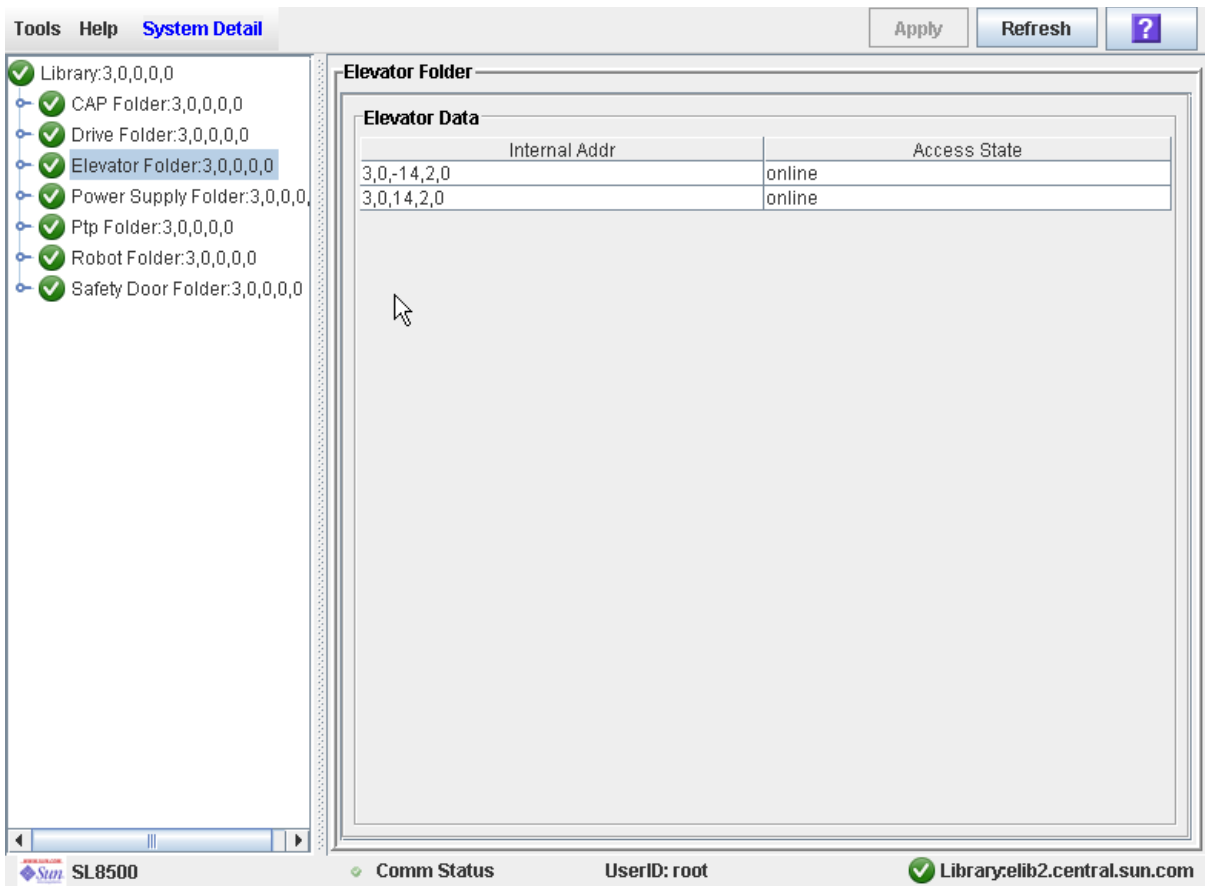 Tools Help System Detail Apply Refresh ?
Library:3,0,0,0,0
CAP Folder:3,0,0,0,0
Drive Folder:3,0,0,0,0
Elevator Folder:3,0,0,0,0
Power Supply Folder:3,0,0,0,
Ptp Folder:3,0,0,0,0
Robot Folder:3,0,0,0,0
Safety Door Folder:3,0,0,0,0
Elevator Folder
Elevator Data
Internal Addr Access State
3,0,-14,2,0 online
3,0,14,2,0 online
Sun SL8500 Comm Status UserID: root Library:elib2.central.sun.com